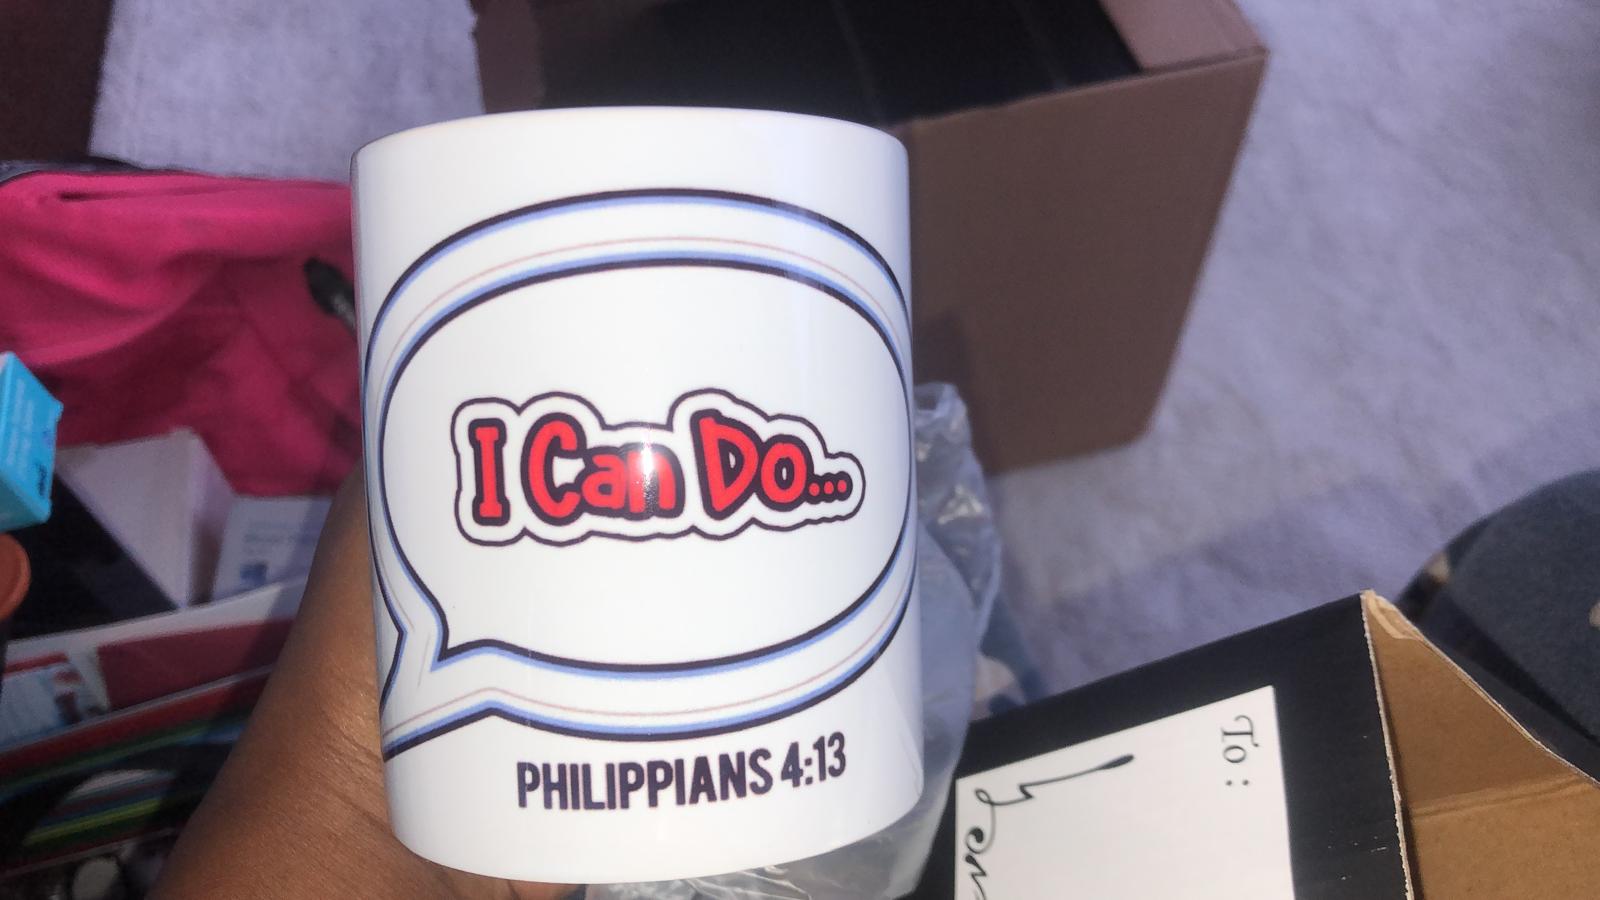 I Can Do...
PHILIPPIANS 4:13
To: